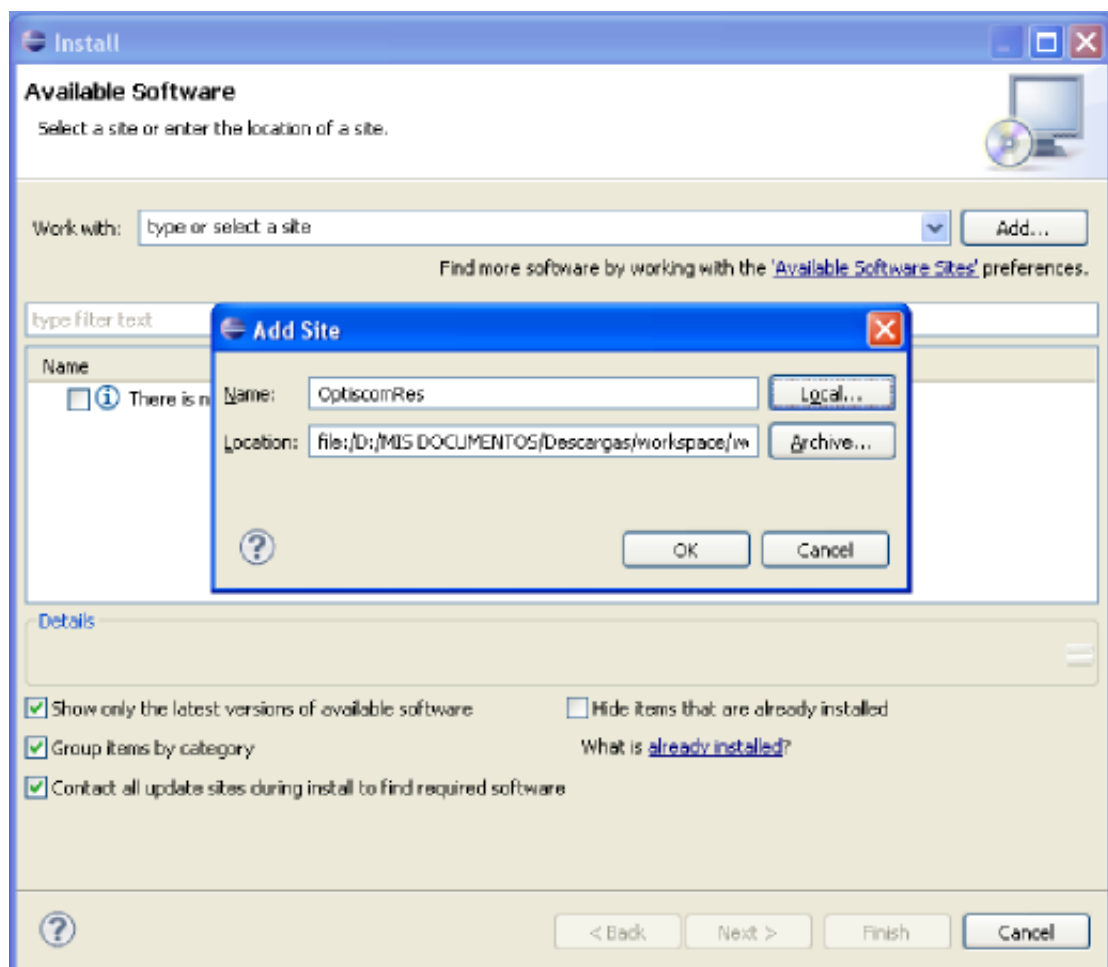 Install
Available Software
Select a site or enter the location of a site.
Work with: type or select a site Add...
Find more software by working with the 'Available Software Sites' preferences.
type filter text
Name
There is n
Add Site
Name: OptiscomRes Local...
Location: file:/D:/MIS DOCUMENTOS/Descargas/workspace/ Archive...
OK Cancel
Details
Show only the latest versions of available software Hide items that are already installed
Group items by category What is already installed?
Contact all update sites during install to find required software
< Back Next > Finish Cancel